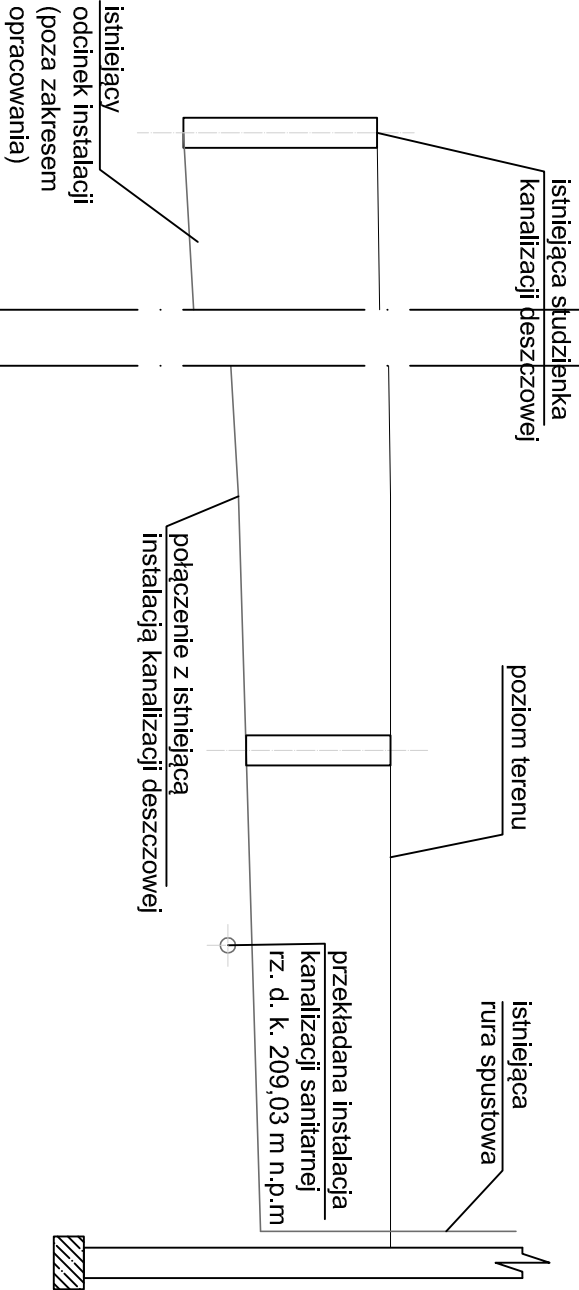 istniejąca studzienka
kanalizacji deszczowej
istniejący
odcinek instalacji
(poza zakresem
opracowania)
połączenie z istniejącą
instalacją kanalizacji deszczowej
poziom terenu
przekładana instalacja
kanalizacji sanitarnej
rz. d. k. 209,03 m n.p.m
istniejąca
rura spustowa